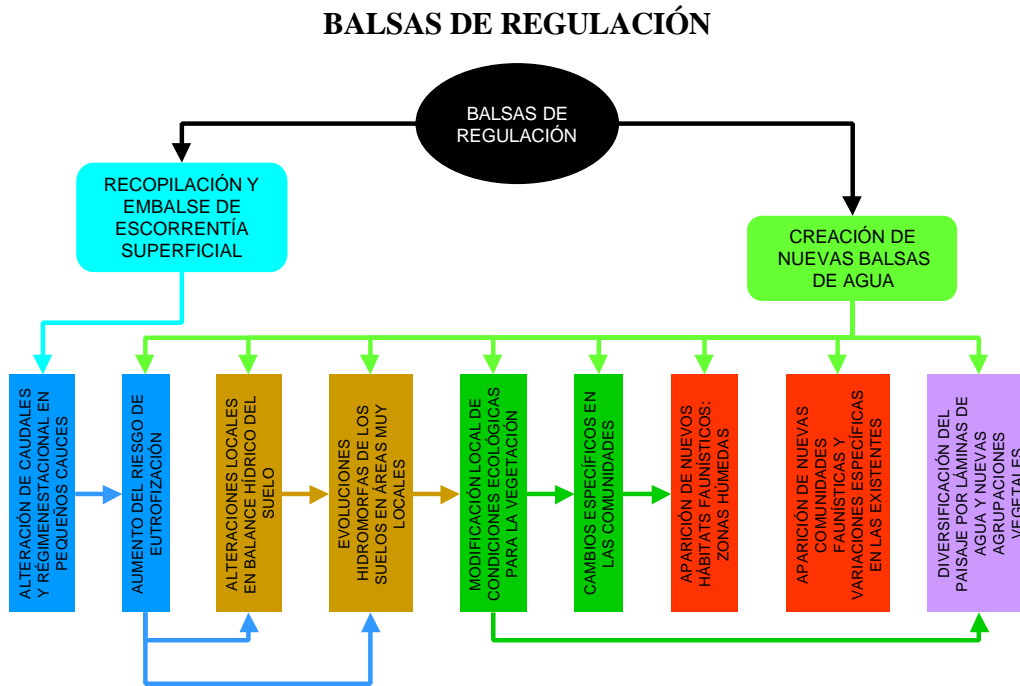 BALSAS DE REGULACIÓN
BALSAS DE
REGULACIÓN
RECOPILACIÓN Y
EMBALSE DE
ESCORRENTÍA
SUPERFICIAL
CREACIÓN DE
NUEVAS BALSAS
DE AGUA
ALTERACIÓN DE CAUDALES
Y RÉGIMENESTACIONAL EN
PEQUEÑOS CAUCES
AUMENTO DEL RIESGO DE
EUTROFIZACIÓN
ALTERACIONES LOCALES
EN BALANCE HÍDRICO DEL
SUELO
EVOLUCIONES
HIDROMORFAS DE LOS
SUELOS EN ÁREAS MUY
LOCALES
MODIFICACIÓN LOCAL DE
CONDICIONES ECOLÓGICAS
PARA LA VEGETACIÓN
CAMBIOS ESPECÍFICOS EN
LAS COMUNIDADES
APARICIÓN DE NUEVOS
HÁBITATS FAUNÍSTICOS:
ZONAS HÚMEDAS
APARICIÓN DE NUEVAS
COMUNIDADES
FAUNÍSTICAS Y
VARIACIONES ESPECÍFICAS
EN LAS EXISTENTES
DIVERSIFICACIÓN DEL
PAISAJE POR LÁMINAS DE
AGUA Y NUEVAS
AGRUPACIONES
VEGETALES